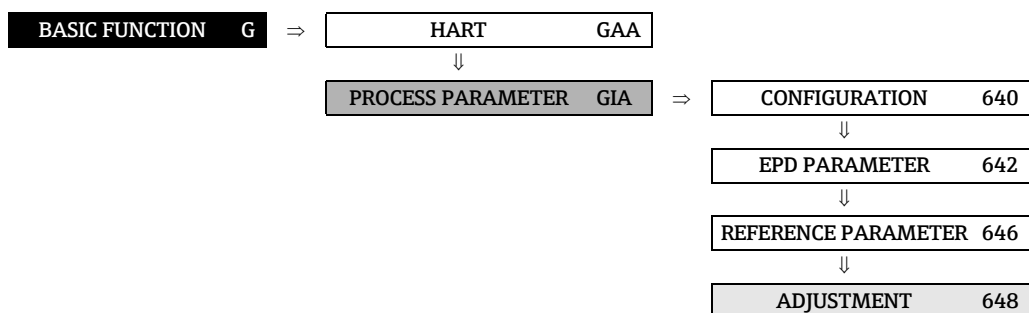 BASIC FUNCTION G ⇒ HART GAA
⇓
PROCESS PARAMETER GIA ⇒ CONFIGURATION 640
⇓
EPD PARAMETER 642
⇓
REFERENCE PARAMETER 646
⇓
ADJUSTMENT 648